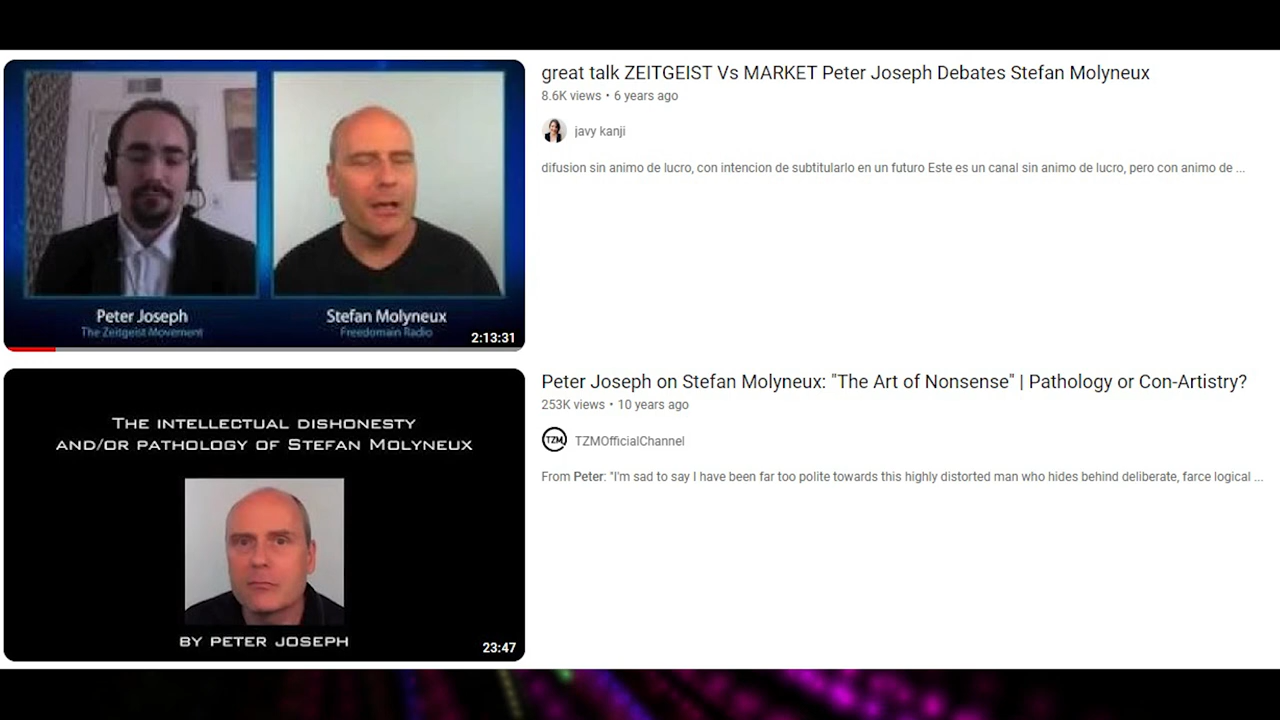 great talk ZEITGEIST Vs MARKET Peter Joseph Debates Stefan Molyneux
8.6K views • 6 years ago
javy kanji
difusion sin animo de lucro, con intencion de subtitularlo en un futuro Este es un canal sin animo de lucro, pero con animo de ...
Peter Joseph
The Zeitgeist Movement
Stefan Molyneux
Freedomain Radio
2:13:31
Peter Joseph on Stefan Molyneux: "The Art of Nonsense" | Pathology or Con-Artistry?
253K views • 10 years ago
TZM
TZMOfficialChannel
From Peter: "I'm sad to say I have been far too polite towards this highly distorted man who hides behind deliberate, farce logical ...
THE INTELLECTUAL DISHONESTY
AND/OR PATHOLOGY OF STEFAN MOLYNEUX
BY PETER JOSEPH
23:47